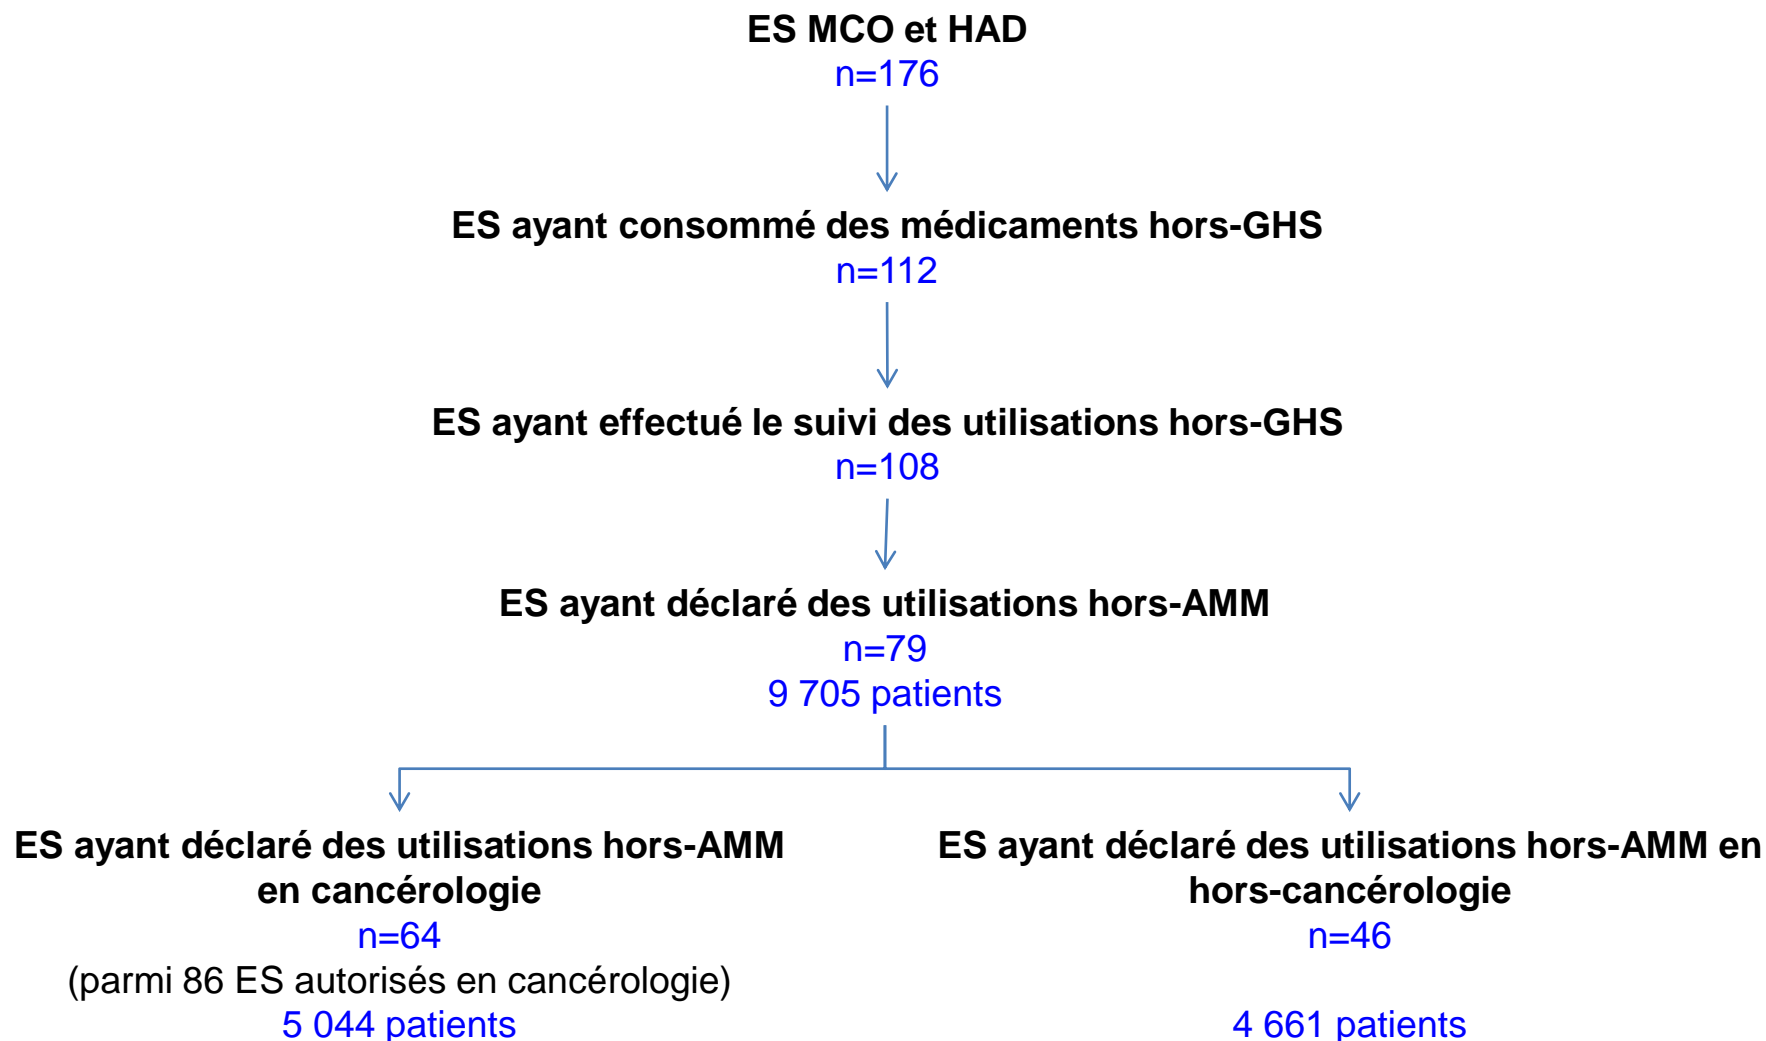 ES MCO et HAD
n=176
ES ayant consommé des médicaments hors-GHS
n=112
ES ayant effectué le suivi des utilisations hors-GHS
n=108
ES ayant déclaré des utilisations hors-AMM
n=79
9 705 patients
ES ayant déclaré des utilisations hors-AMM
en cancérologie
n=64
(parmi 86 ES autorisés en cancérologie)
5 044 patients
ES ayant déclaré des utilisations hors-AMM en
hors-cancérologie
n=46
4 661 patients